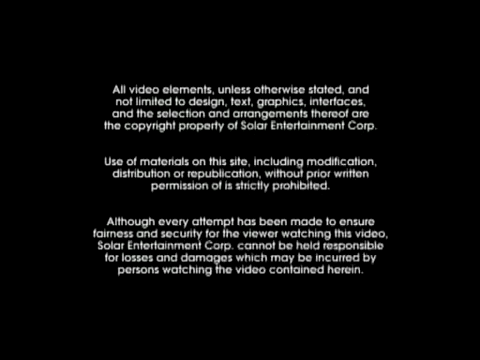 All video elements, unless otherwise stated, and
not limited to design, text, graphics, interfaces,
and the selection and arrangements thereof are
the copyright property of Solar Entertainment Corp.
Use of materials on this site, including modification,
distribution or republication, without prior written
permission of is strictly prohibited.
Although every attempt has been made to ensure
fairness and security for the viewer watching this video,
Solar Entertainment Corp. cannot be held responsible
for losses and damages which may be incurred by
persons watching the video contained herein.